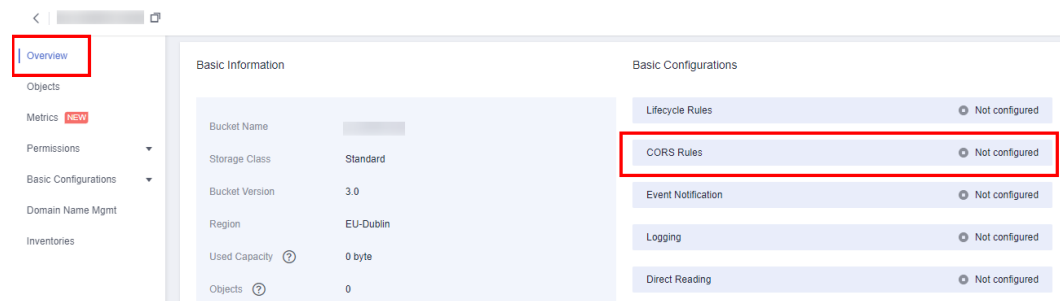 Overview
Objects
Metrics NEW
Permissions
Basic Configurations
Domain Name Mgmt
Inventories
Basic Information
Bucket Name
Storage Class Standard
Bucket Version 3.0
Region EU-Dublin
Used Capacity ? 0 byte
Objects ? 0
Basic Configurations
Lifecycle Rules Not configured
CORS Rules Not configured
Event Notification Not configured
Logging Not configured
Direct Reading Not configured